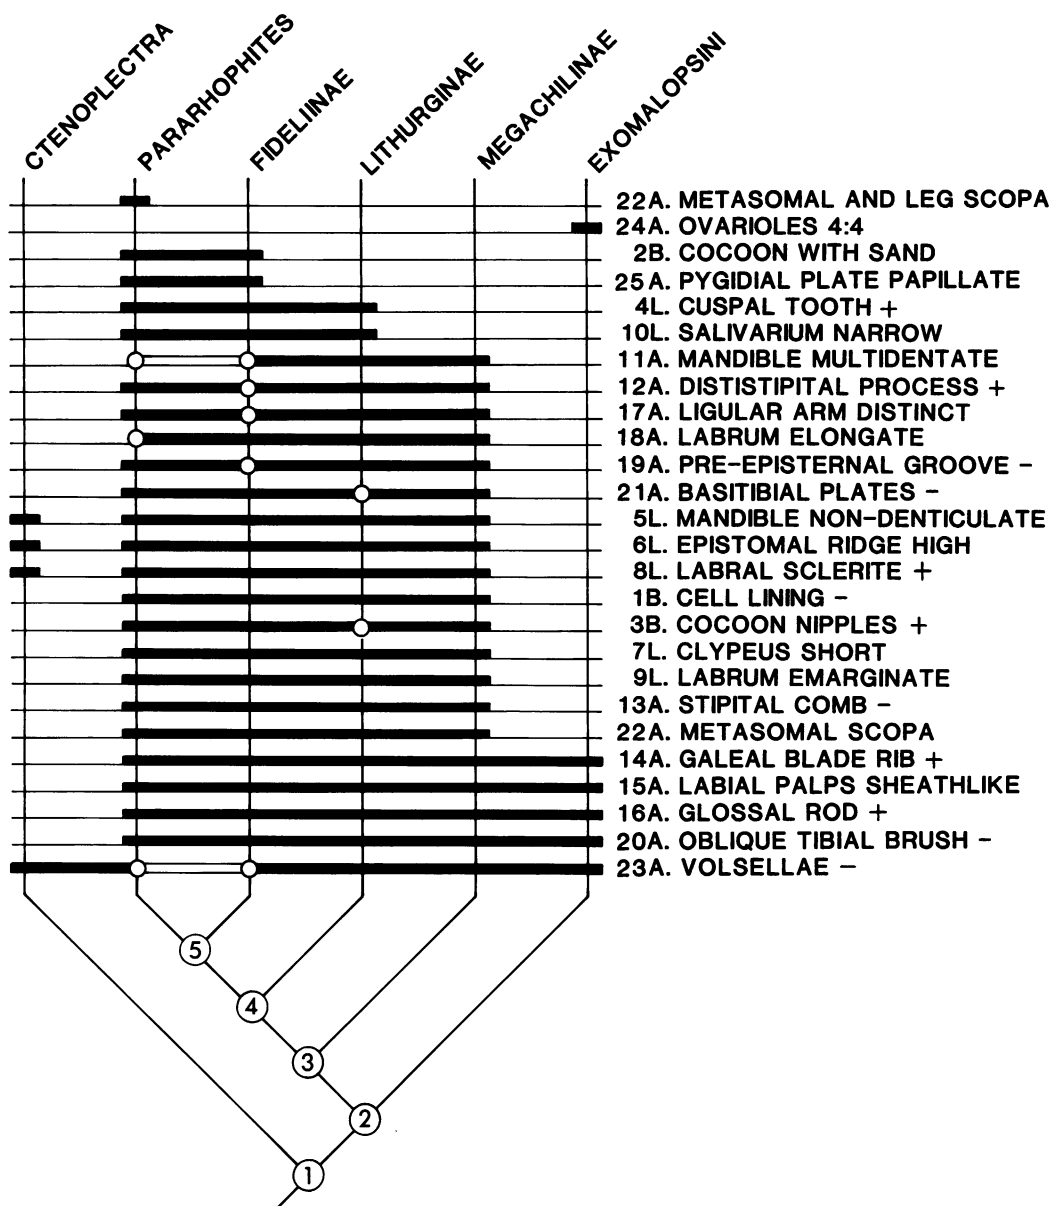 CTENOPLECTRA
PARARHOPHITES
FIDELIINAE
LITHURGINAE
MEGACHILINAE
EXOMALOPSINI
22A. METASOMAL AND LEG SCOPA
24A. OVARIOLES 4:4
2B. COCOON WITH SAND
25A. PYGIDIAL PLATE PAPILLATE
4L. CUSPAL TOOTH +
10L. SALIVARIUM NARROW
11A. MANDIBLE MULTIDENTATE
12A. DISTISTIPITAL PROCESS +
17A. LIGULAR ARM DISTINCT
18A. LABRUM ELONGATE
19A. PRE-EPISTERNAL GROOVE -
21A. BASITIBIAL PLATES -
5L. MANDIBLE NON-DENTICULATE
6L. EPISTOMAL RIDGE HIGH
8L. LABRAL SCLERITE +
1B. CELL LINING -
3B. COCOON NIPPLES +
7L. CLYPEUS SHORT
9L. LABRUM EMARGINATE
13A. STIPITAL COMB -
22A. METASOMAL SCOPA
14A. GALEAL BLADE RIB +
15A. LABIAL PALPS SHEATHLIKE
16A. GLOSSAL ROD +
20A. OBLIQUE TIBIAL BRUSH -
23A. VOLSELLAE -
5
4
3
2
1